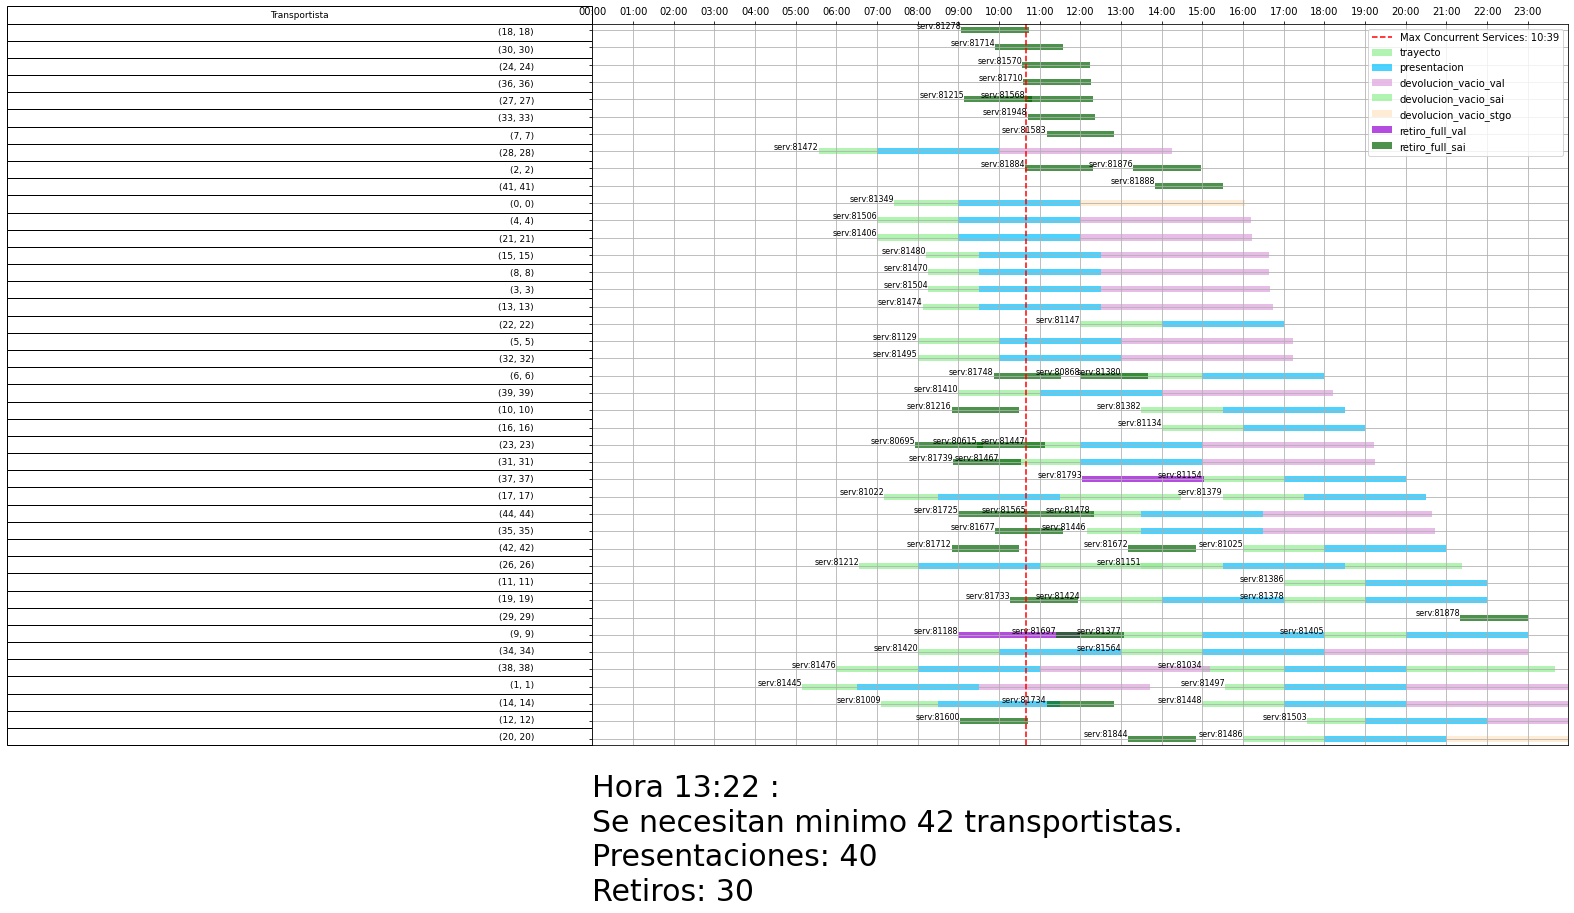 Transportista
00:00 01:00 02:00 03:00 04:00 05:00 06:00 07:00 08:00 09:00 10:00 11:00 12:00 13:00 14:00 15:00 16:00 17:00 18:00 19:00 20:00 21:00 22:00 23:00
Max Concurrent Services: 10:39
trayecto
presentacion
devolucion_vacio_val
devolucion_vacio_sai
devolucion_vacio_stgo
retiro_full_val
retiro_full_sai
(18, 18) serv:81278
(30, 30) serv:81714
(24, 24) serv:81570
(36, 36) serv:81710
(27, 27) serv:81215 serv:81568
(33, 33) serv:81948
(7, 7) serv:81583
(28, 28) serv:81472
(2, 2) serv:81884 serv:81876
(41, 41) serv:81888
(0, 0) serv:81349
(4, 4) serv:81506
(21, 21) serv:81406
(15, 15) serv:81480
(8, 8) serv:81470
(3, 3) serv:81504
(13, 13) serv:81474
(22, 22) serv:81147
(5, 5) serv:81129
(32, 32) serv:81495
(6, 6) serv:81748 serv:80868 serv:81380
(39, 39) serv:81410
(10, 10) serv:81216 serv:81382
(16, 16) serv:81134
(23, 23) serv:80695 serv:80615 serv:81447
(31, 31) serv:81739 serv:81467
(37, 37) serv:81793 serv:81154
(17, 17) serv:81022 serv:81379
(44, 44) serv:81725 serv:81565 serv:81478
(35, 35) serv:81677 serv:81446
(42, 42) serv:81712 serv:81672 serv:81025
(26, 26) serv:81212 serv:81151
(11, 11) serv:81386
(19, 19) serv:81733 serv:81424 serv:81378
(29, 29) serv:81878
(9, 9) serv:81188 serv:81697 serv:81377 serv:81405
(34, 34) serv:81420 serv:81564
(38, 38) serv:81476 serv:81034
(1, 1) serv:81445 serv:81497
(14, 14) serv:81009 serv:81734 serv:81448
(12, 12) serv:81600 serv:81503
(20, 20) serv:81844 serv:81486
Hora 13:22 :
Se necesitan minimo 42 transportistas.
Presentaciones: 40
Retiros: 30